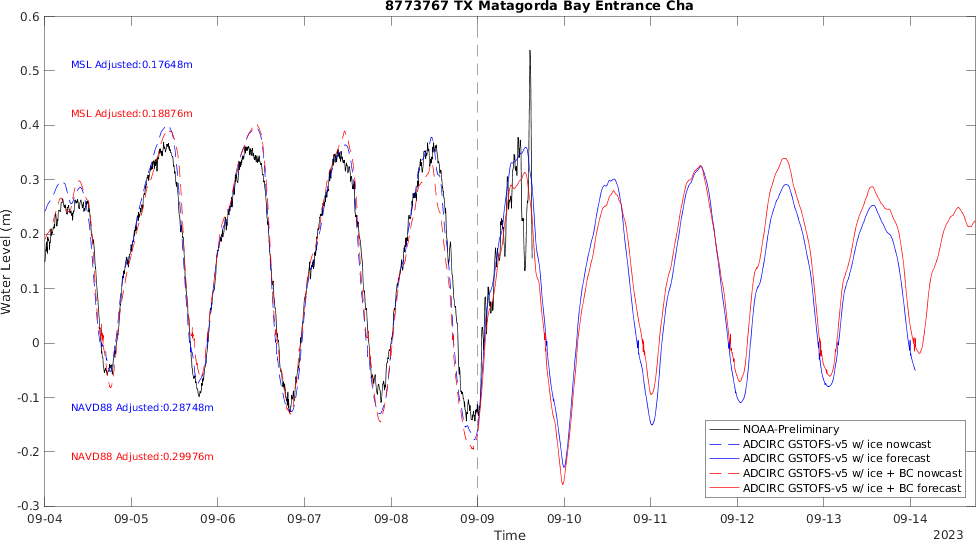 8773767 TX Matagorda Bay Entrance Cha
0.6
0.5
0.4
0.3
0.2
0.1
0
-0.1
-0.2
-0.3
Water Level (m)
MSL Adjusted:0.17648m
MSL Adjusted:0.18876m
NAVD88 Adjusted:0.28748m
NAVD88 Adjusted:0.29976m
NOAA-Preliminary
ADCIRC GSTOFS-v5 w/ ice nowcast
ADCIRC GSTOFS-v5 w/ ice forecast
ADCIRC GSTOFS-v5 w/ ice + BC nowcast
ADCIRC GSTOFS-v5 w/ ice + BC forecast
09-04 09-05 09-06 09-07 09-08 09-09 09-10 09-11 09-12 09-13 09-14
Time
2023